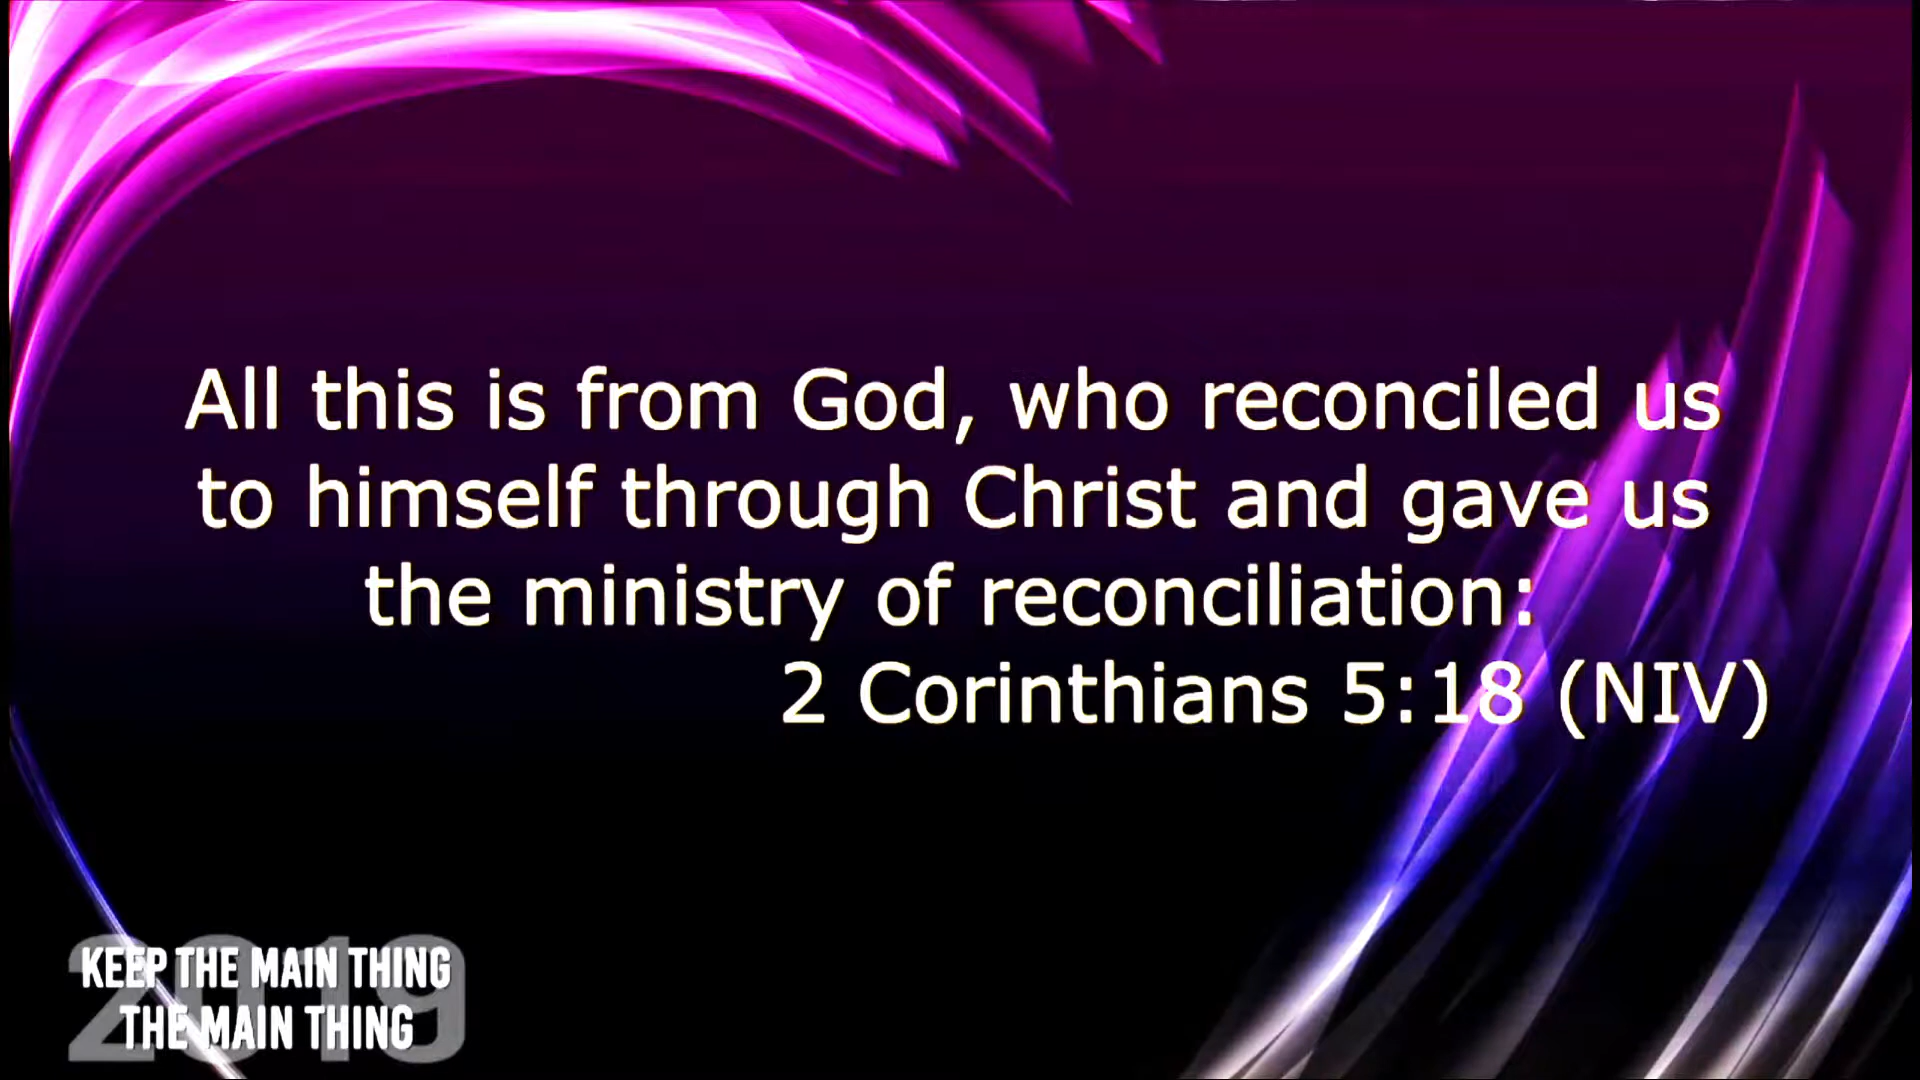 All this is from God, who reconciled us
to himself through Christ and gave us
the ministry of reconciliation:
2 Corinthians 5:18 (NIV)
2019
KEEP THE MAIN THING
THE MAIN THING